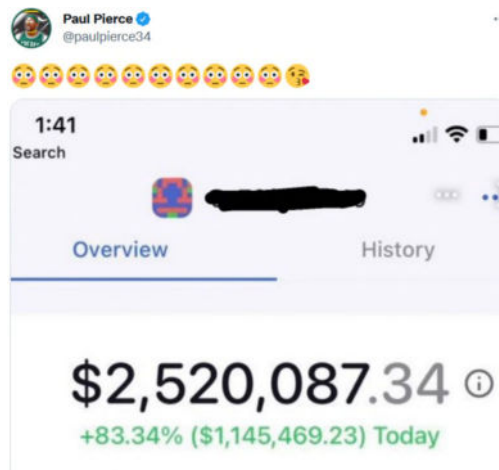 Paul Pierce
@paulpierce34
😳😳😳😳😳😳😳😳😳😳😘
1:41
Search
Overview
History
$2,520,087.34
+83.34% ($1,145,469.23) Today